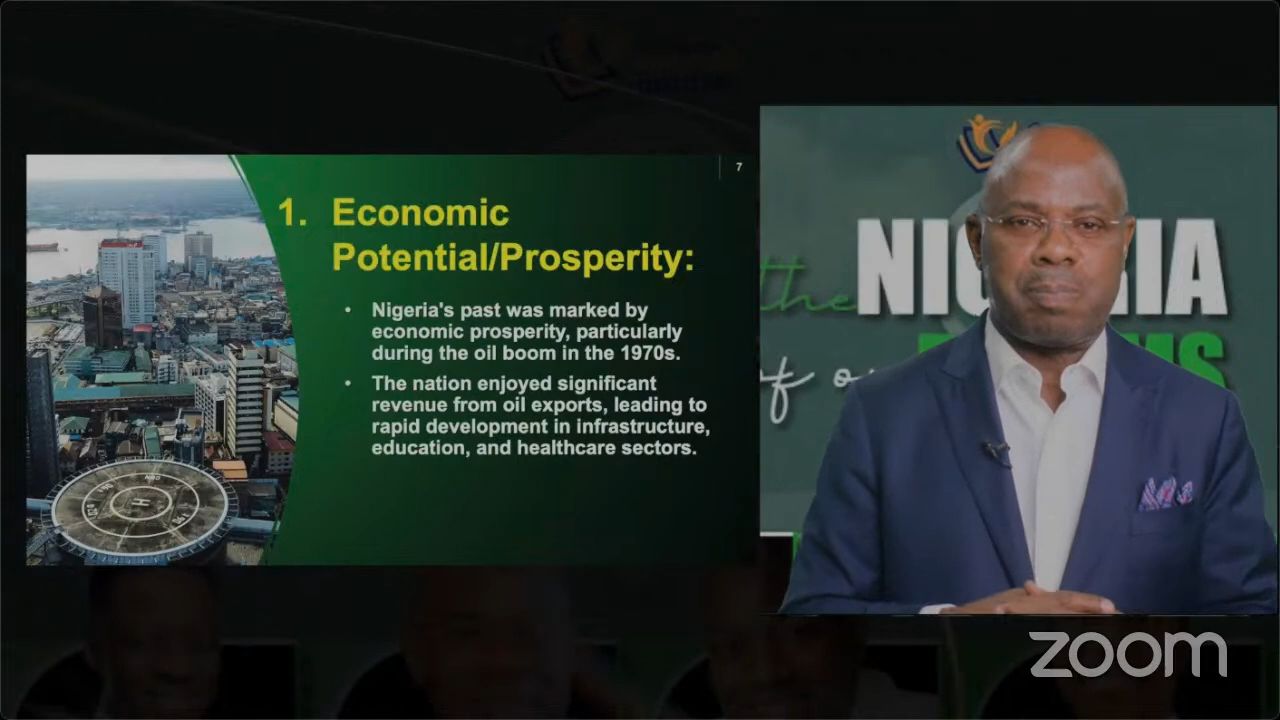 7
1. Economic
Potential/Prosperity:
• Nigeria's past was marked by
economic prosperity, particularly
during the oil boom in the 1970s.
• The nation enjoyed significant
revenue from oil exports, leading to
rapid development in infrastructure,
education, and healthcare sectors.
the
of
zoom